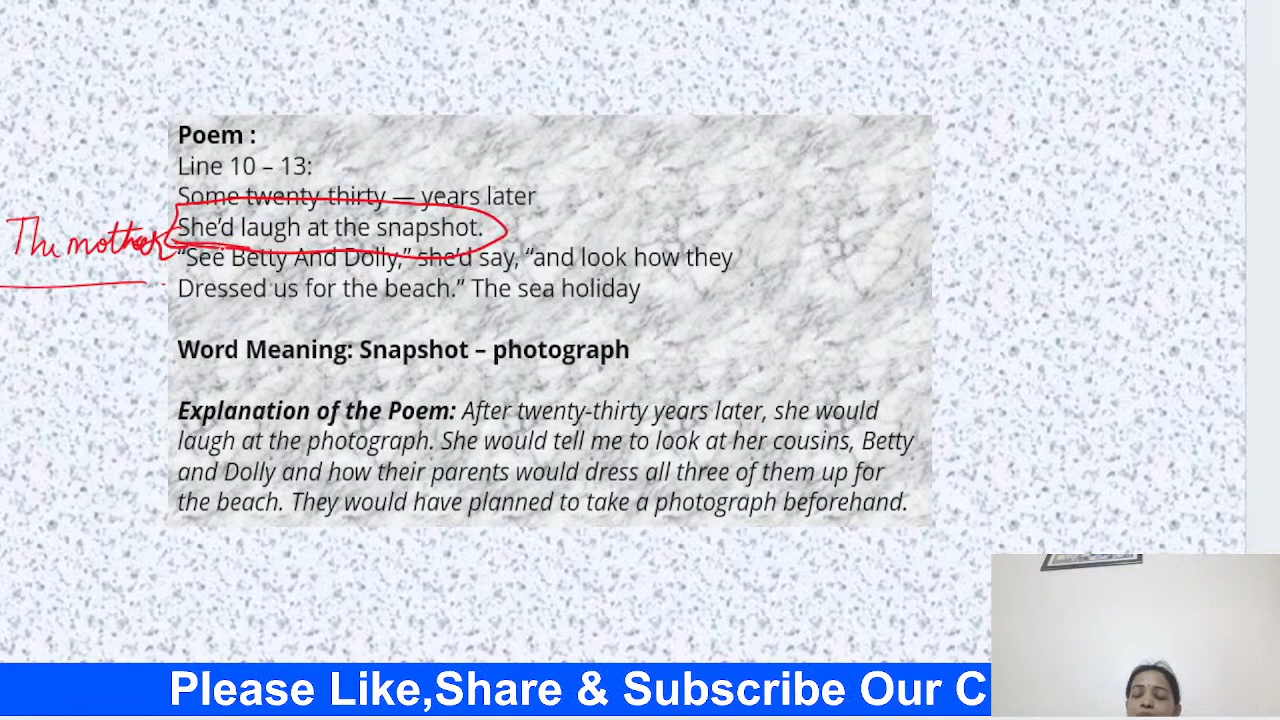 Poem :
Line 10 – 13:
Some twenty thirty — years later
She’d laugh at the snapshot.
The mother
“See Betty And Dolly,” she’d say, “and look how they
Dressed us for the beach.” The sea holiday
Word Meaning: Snapshot – photograph
Explanation of the Poem: After twenty-thirty years later, she would
laugh at the photograph. She would tell me to look at her cousins, Betty
and Dolly and how their parents would dress all three of them up for
the beach. They would have planned to take a photograph beforehand.
Please Like,Share & Subscribe Our C